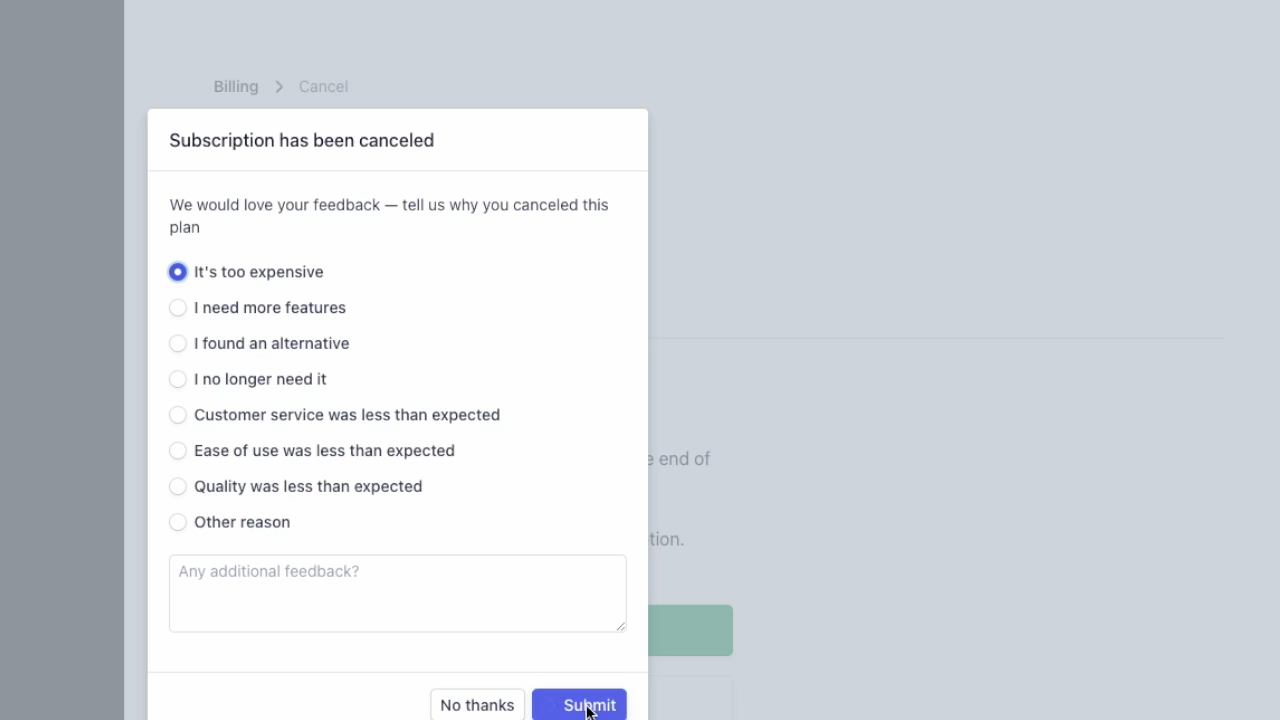 Billing > Cancel
Subscription has been canceled
We would love your feedback — tell us why you canceled this
plan
It's too expensive
I need more features
I found an alternative
I no longer need it
Customer service was less than expected
Ease of use was less than expected
end of
Quality was less than expected
Other reason
Any additional feedback?
No thanks
Submit